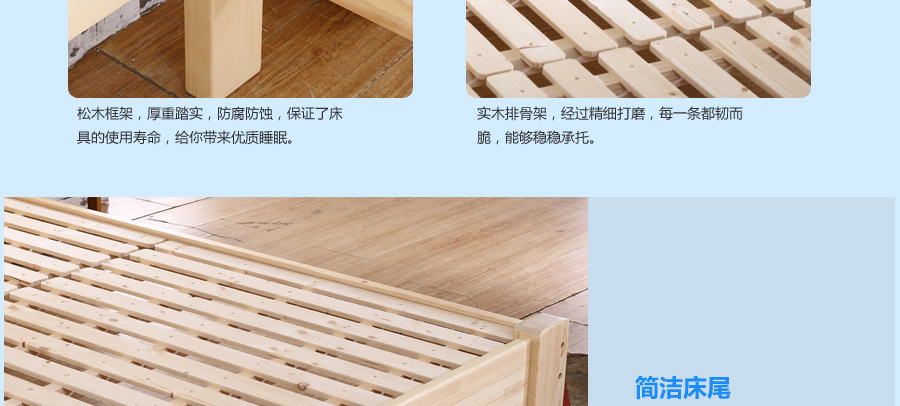 松木框架，厚重踏实，防腐防蚀，保证了床
具的使用寿命，给你带来优质睡眠。
实木排骨架，经过精细打磨，每一条都韧而
脆，能够稳稳承托。
简洁床尾